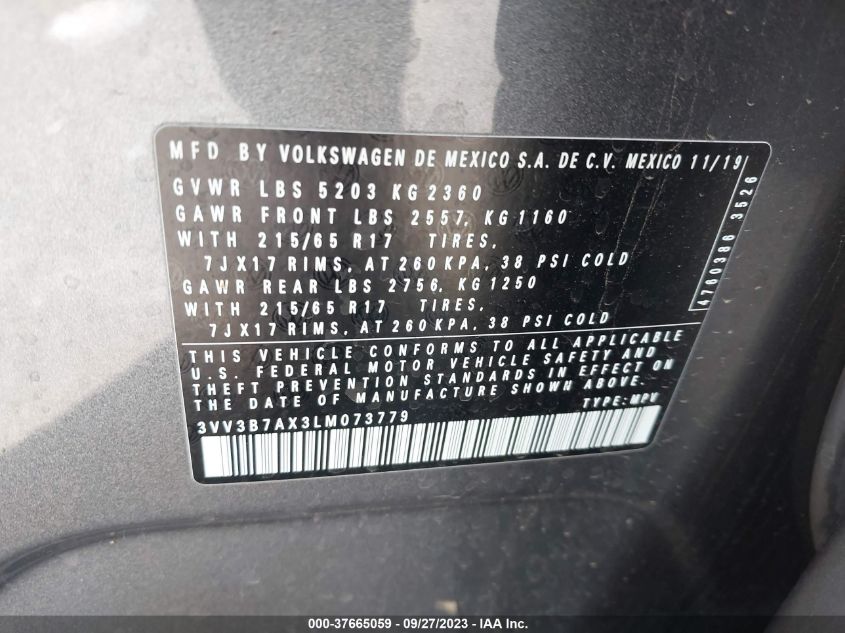 MFD BY VOLKSWAGEN DE MEXICO S.A. DE C.V. MEXICO 11/19
GVWR LBS 5203 KG 2360
GAWR FRONT LBS 2557, KG 1160
WITH 215/65 R17 TIRES,
7JX17 RIMS, AT 260 KPA, 38 PSI COLD
GAWR REAR LBS 2756, KG 1250
WITH 215/65 R17 TIRES,
7JX17 RIMS, AT 260 KPA, 38 PSI COLD
4760386 3526
THIS VEHICLE CONFORMS TO ALL APPLICABLE
U.S. FEDERAL MOTOR VEHICLE SAFETY AND
THEFT PREVENTION STANDARDS IN EFFECT ON
THE DATE OF MANUFACTURE SHOWN ABOVE.
3VV3B7AX3LM073779 TYPE: MPV
000-37665059 - 09/27/2023 - IAA Inc.